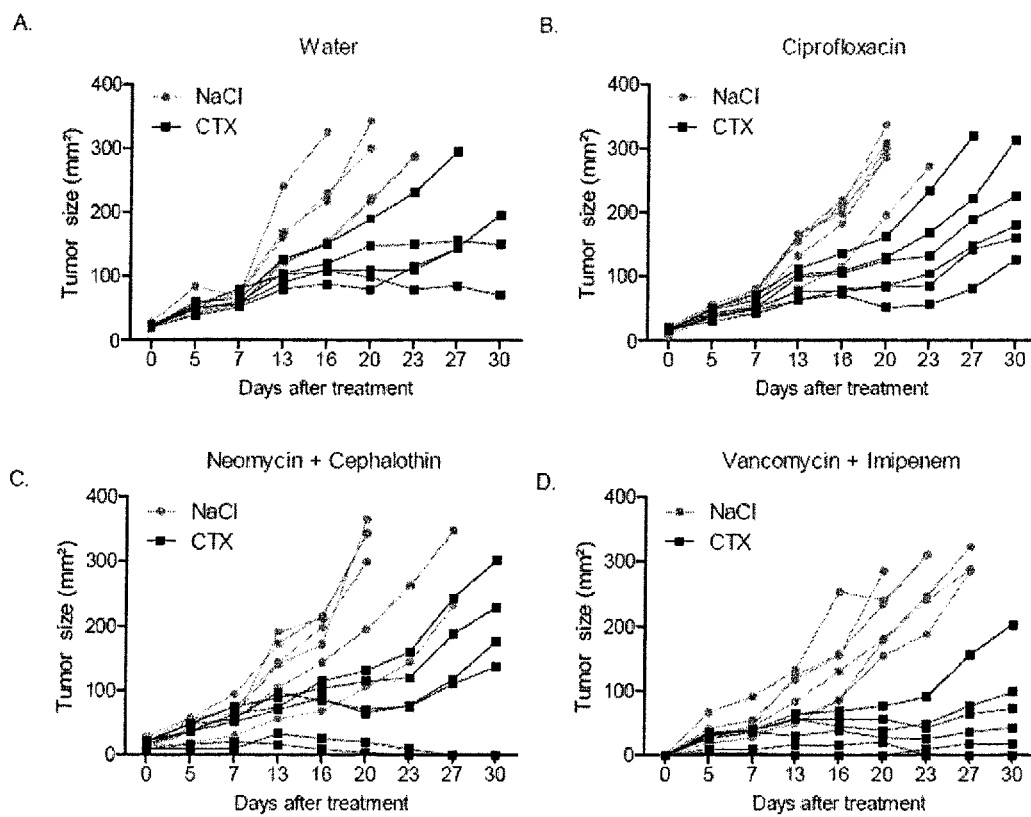 A.
Water
Tumor size (mm²)
400
300
200
100
0
NaCl
CTX
0 5 7 13 16 20 23 27 30
Days after treatment
B.
Ciprofloxacin
Tumor size (mm²)
400
300
200
100
0
NaCl
CTX
0 5 7 13 16 20 23 27 30
Days after treatment
C.
Neomycin + Cephalothin
Tumor size (mm²)
400
300
200
100
0
NaCl
CTX
0 5 7 13 16 20 23 27 30
Days after treatment
D.
Vancomycin + Imipenem
Tumor size (mm²)
400
300
200
100
0
NaCl
CTX
0 5 7 13 16 20 23 27 30
Days after treatment